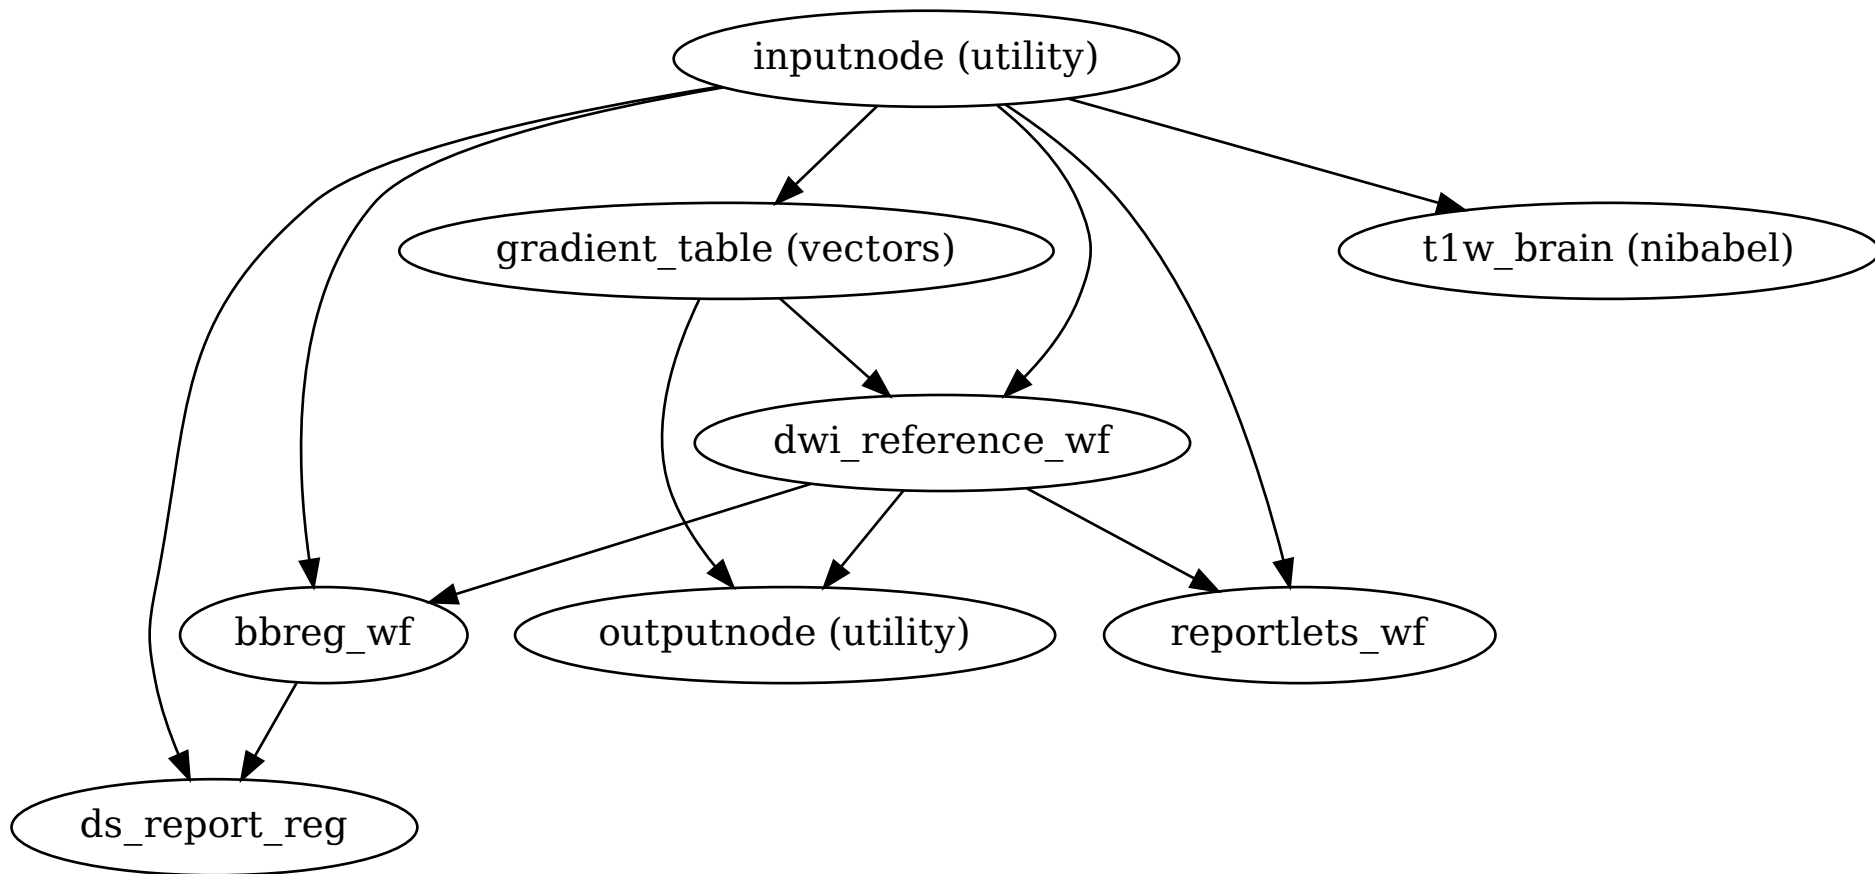 inputnode (utility)
gradient_table (vectors)
t1w_brain (nibabel)
dwi_reference_wf
bbreg_wf
outputnode (utility)
reportlets_wf
ds_report_reg